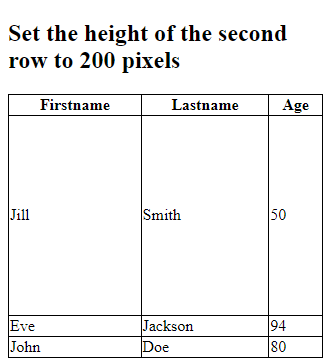 Set the height of the second
row to 200 pixels
Firstname Lastname Age
Jill Smith 50
Eve Jackson 94
John Doe 80